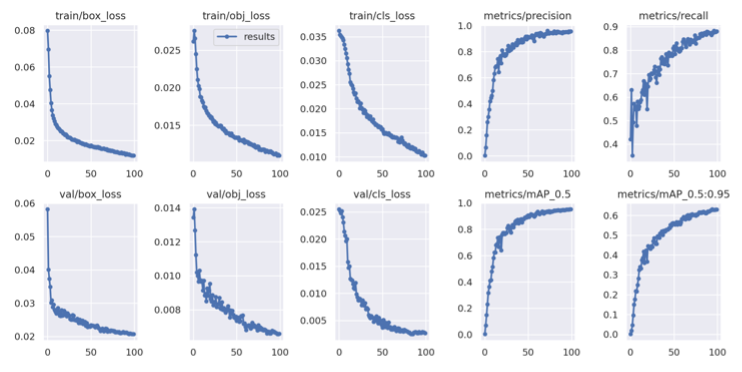 train/box_loss
train/obj_loss
train/cls_loss
metrics/precision
metrics/recall
0.08
0.06
0.04
0.02
0 50 100
0.025
0.020
0.015
results
0 50 100
0.035
0.030
0.025
0.020
0.015
0.010
0 50 100
1.0
0.8
0.6
0.4
0.2
0.0
0 50 100
0.9
0.8
0.7
0.6
0.5
0.4
0 50 100
val/box_loss
val/obj_loss
val/cls_loss
metrics/mAP_0.5
metrics/mAP_0.5:0.95
0.06
0.05
0.04
0.03
0.02
0 50 100
0.014
0.012
0.010
0.008
0 50 100
0.025
0.020
0.015
0.010
0.005
0 50 100
1.0
0.8
0.6
0.4
0.2
0.0
0 50 100
0.6
0.5
0.4
0.3
0.2
0.1
0.0
0 50 100